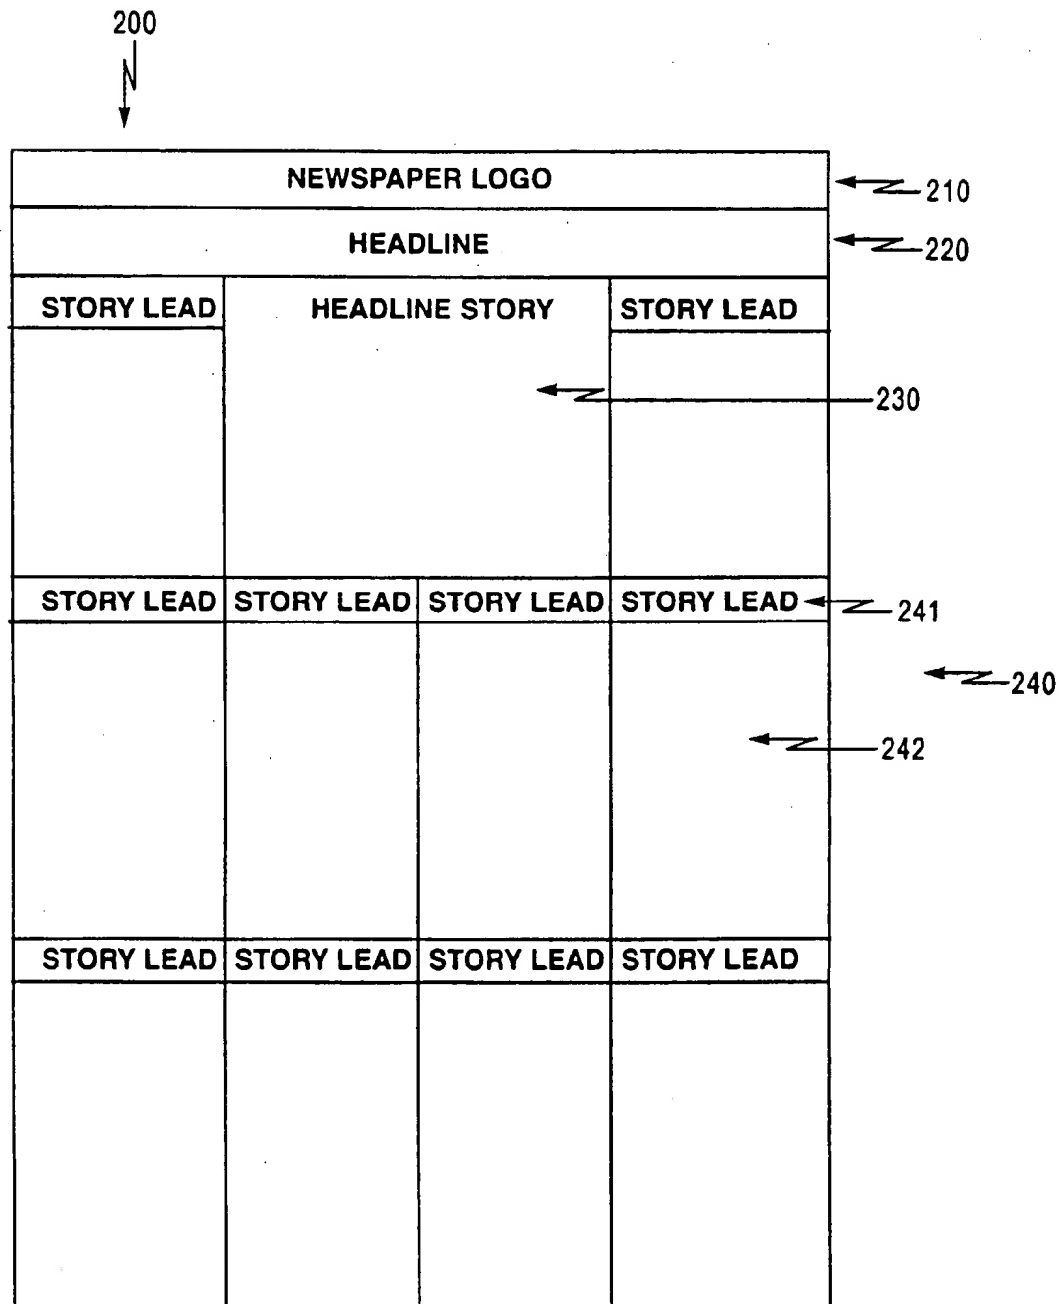 200
NEWSPAPER LOGO
210
HEADLINE
220
STORY LEAD HEADLINE STORY STORY LEAD
230
STORY LEAD STORY LEAD STORY LEAD STORY LEAD
241
240
242
STORY LEAD STORY LEAD STORY LEAD STORY LEAD